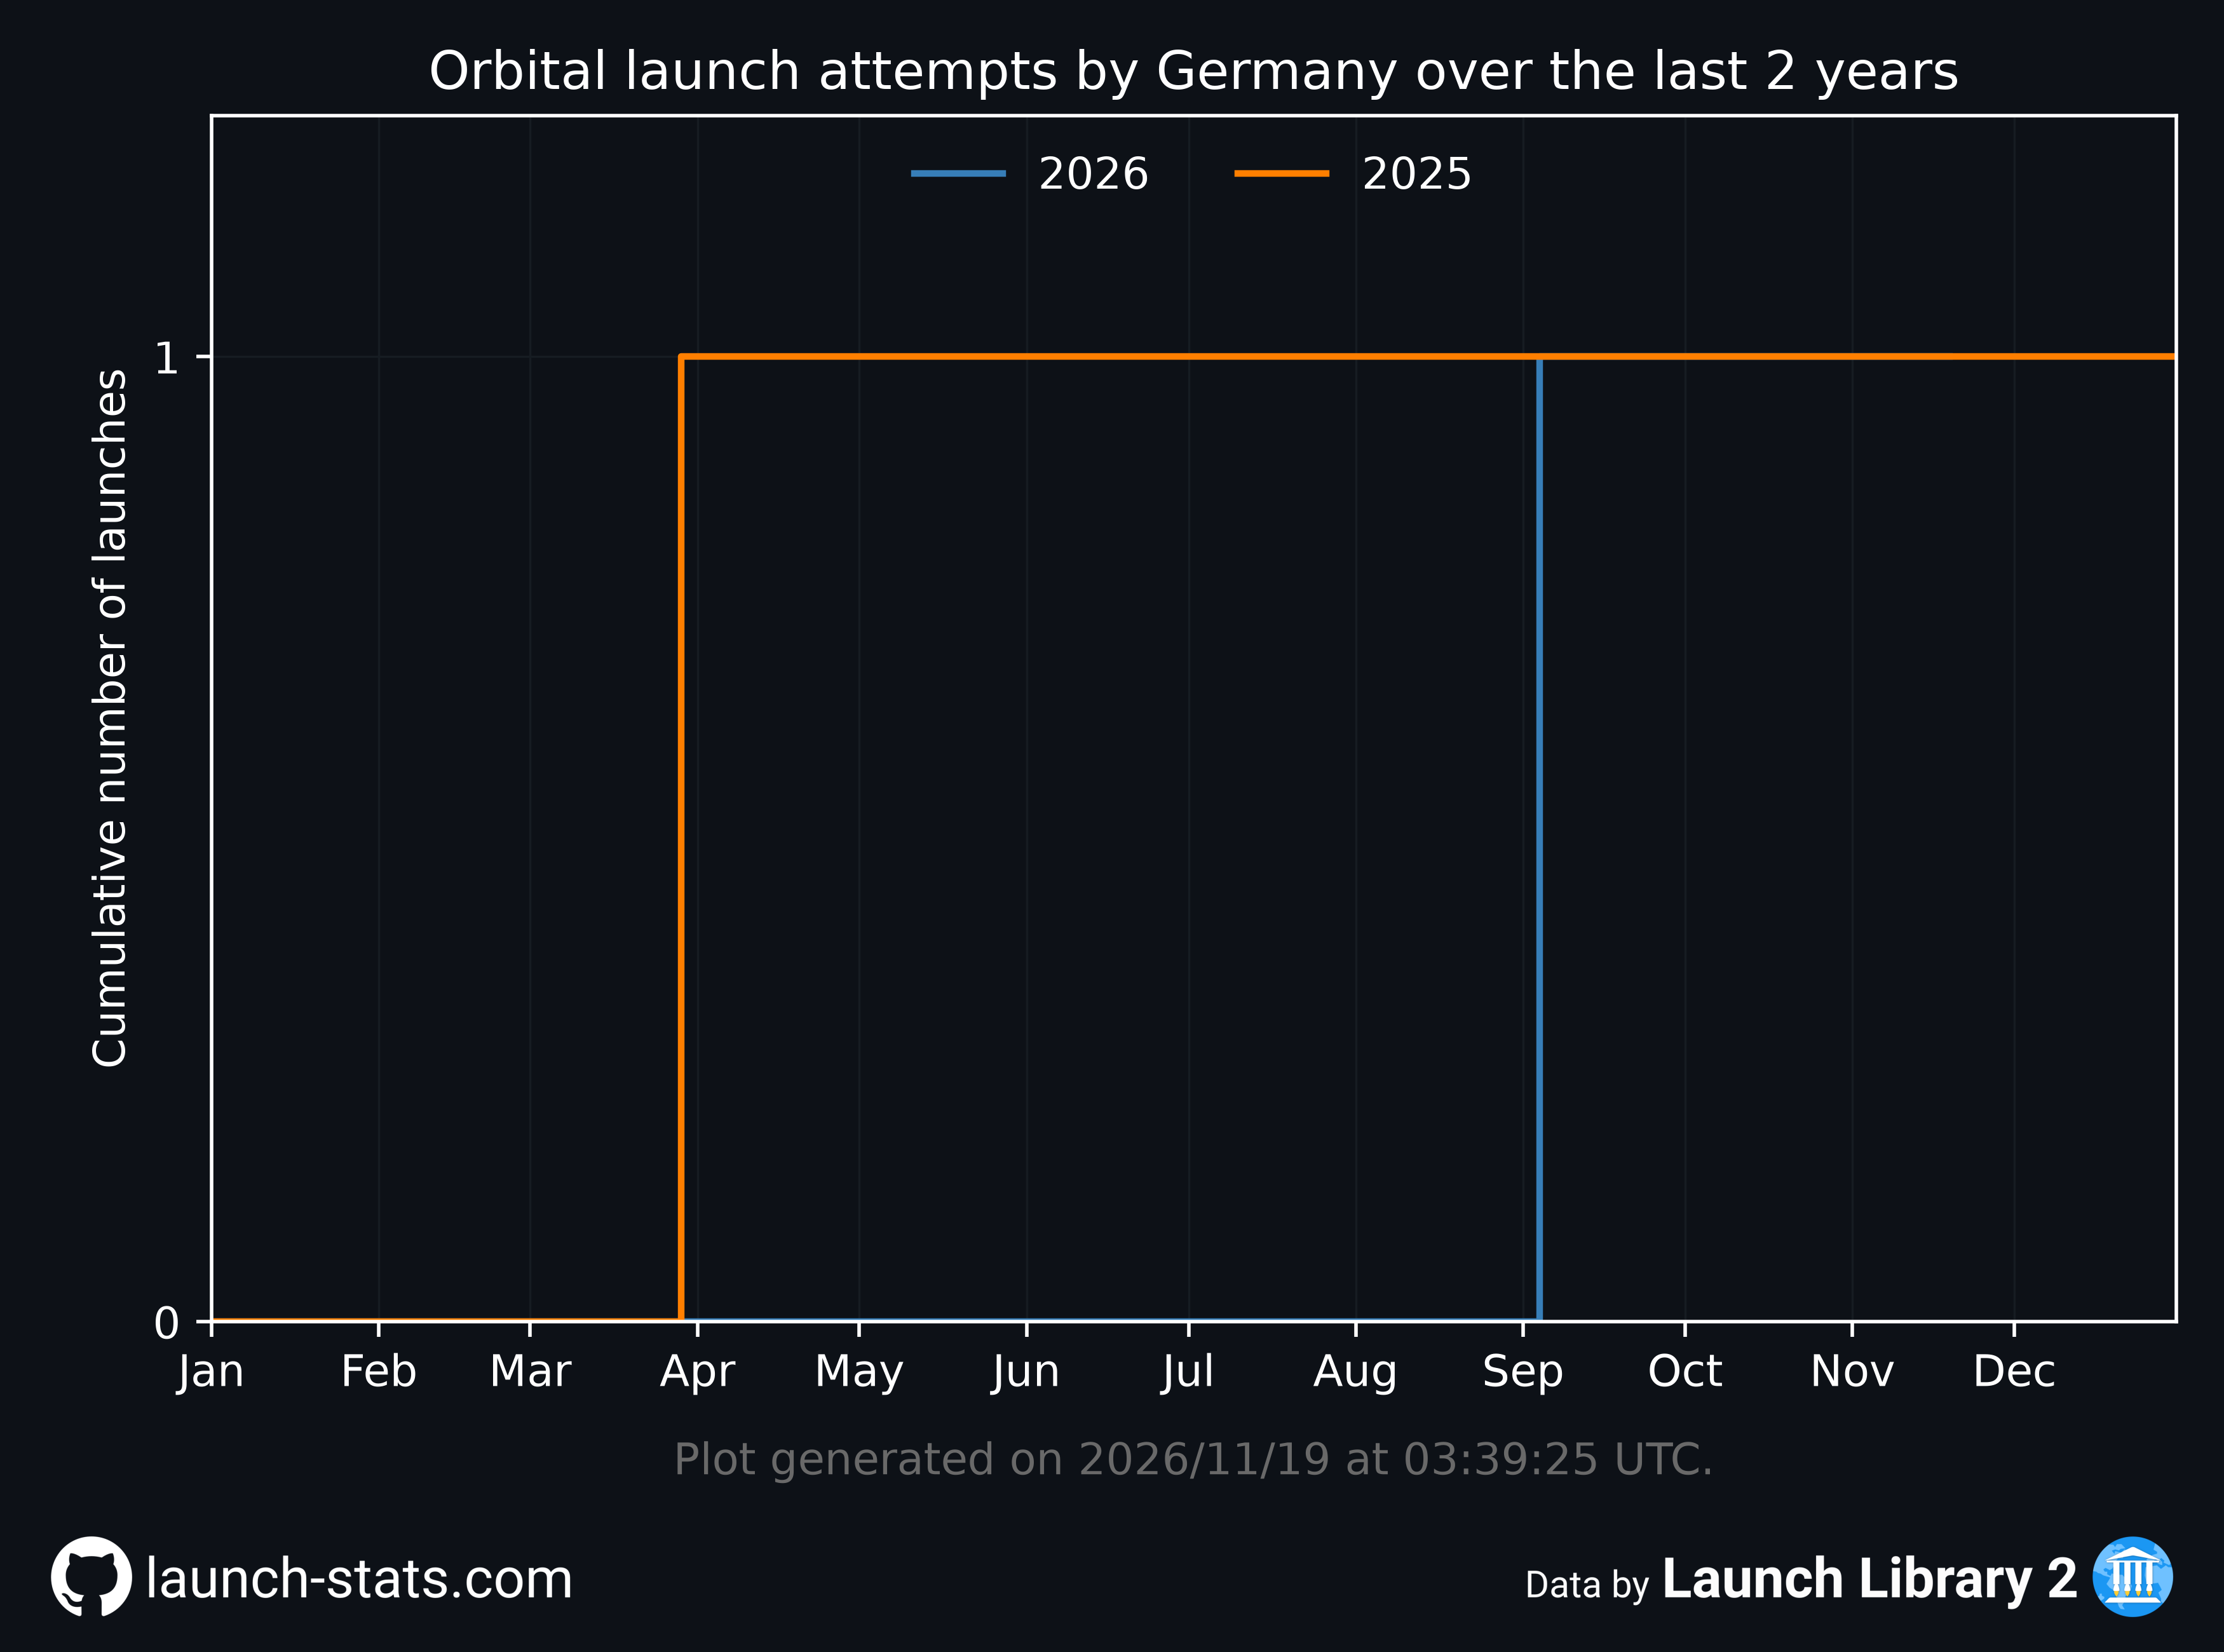 Orbital launch attempts by Germany over the last 2 years
2026 2025
Cumulative number of launches
1
0
Jan Feb Mar Apr May Jun Jul Aug Sep Oct Nov Dec
Plot generated on 2026/11/19 at 03:39:25 UTC.
launch-stats.com
Data by Launch Library 2